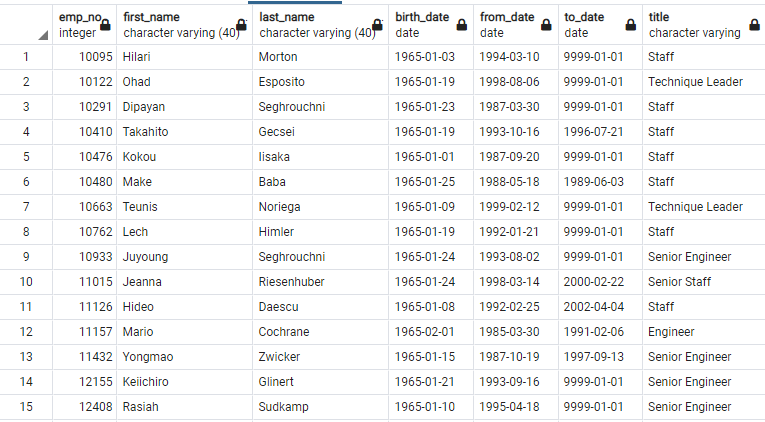 emp_no first_name last_name birth_date from_date to_date title
integer character varying (40) character varying (40) date date date character varying
1 10095 Hilari Morton 1965-01-03 1994-03-10 9999-01-01 Staff
2 10122 Ohad Esposito 1965-01-19 1998-08-06 9999-01-01 Technique Leader
3 10291 Dipayan Seghrouchni 1965-01-23 1987-03-30 9999-01-01 Staff
4 10410 Takahito Gecsei 1965-01-19 1993-10-16 1996-07-21 Staff
5 10476 Kokou Iisaka 1965-01-01 1987-09-20 9999-01-01 Staff
6 10480 Make Baba 1965-01-25 1988-05-18 1989-06-03 Staff
7 10663 Teunis Noriega 1965-01-09 1999-02-12 9999-01-01 Technique Leader
8 10762 Lech Himler 1965-01-19 1992-01-21 9999-01-01 Staff
9 10933 Juyoung Seghrouchni 1965-01-24 1993-08-02 9999-01-01 Senior Engineer
10 11015 Jeanna Riesenhuber 1965-01-24 1998-03-14 2000-02-22 Senior Staff
11 11126 Hideo Daescu 1965-01-08 1992-02-25 2002-04-04 Staff
12 11157 Mario Cochrane 1965-02-01 1985-03-30 1991-02-06 Engineer
13 11432 Yongmao Zwicker 1965-01-15 1987-10-19 1997-09-13 Senior Engineer
14 12155 Keiichiro Glinert 1965-01-21 1993-09-16 9999-01-01 Senior Engineer
15 12408 Rasiah Sudkamp 1965-01-10 1995-04-18 9999-01-01 Senior Engineer